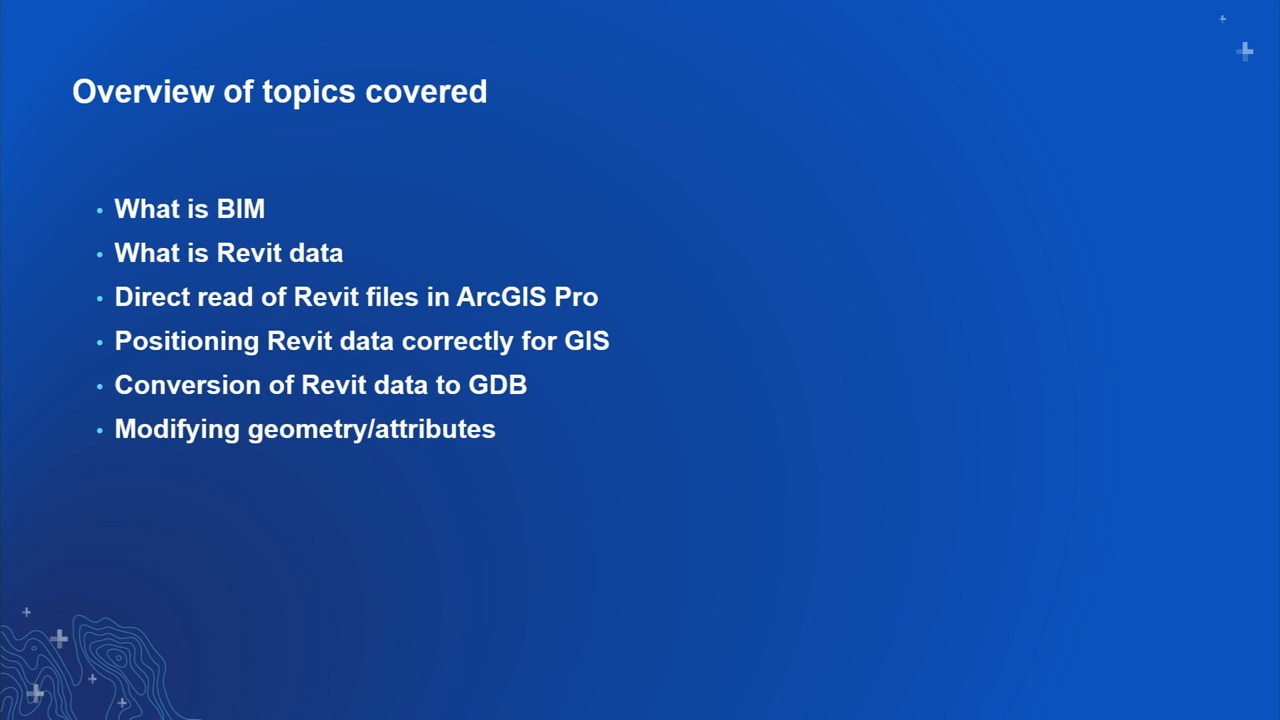 Overview of topics covered
• What is BIM
• What is Revit data
• Direct read of Revit files in ArcGIS Pro
• Positioning Revit data correctly for GIS
• Conversion of Revit data to GDB
• Modifying geometry/attributes